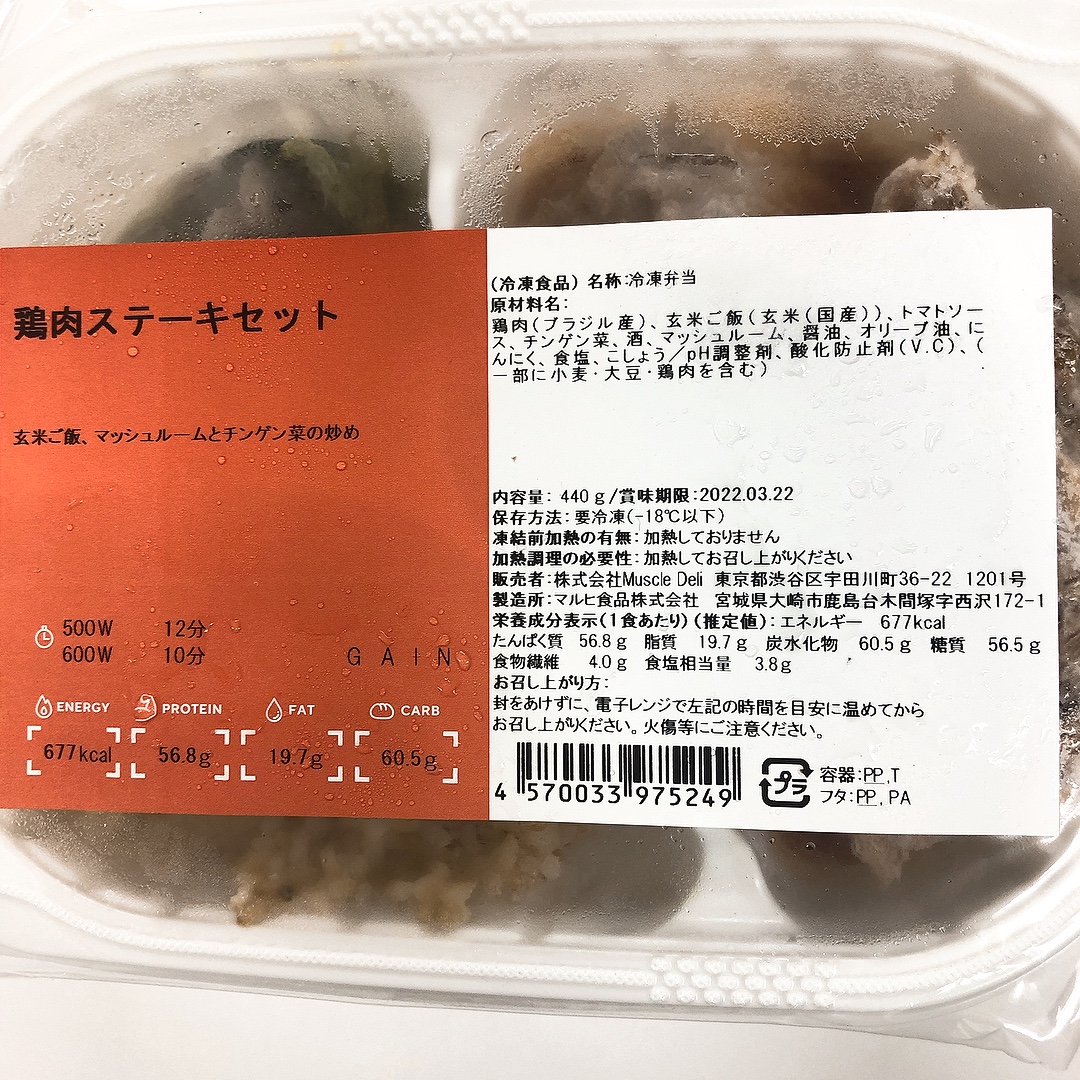 鶏肉ステーキセット
玄米ご飯、マッシュルームとチンゲン菜の炒め
500W 12分
600W 10分
GAIN
ENERGY PROTEIN FAT CARB
677kcal 56.8g 19.7g 60.5g
(冷凍食品) 名称:冷凍弁当
原材料名:
鶏肉(ブラジル産)、玄米ご飯(玄米(国産))、トマトソー
ス、チンゲン菜、酒、マッシュルーム、醤油、オリーブ油、に
んにく、食塩、こしょう/pH調整剤、酸化防止剤(V.C)、(
一部に小麦・大豆・鶏肉を含む)
内容量: 440g/賞味期限:2022.03.22
保存方法:要冷凍(-18℃以下)
凍結前加熱の有無:加熱しておりません
加熱調理の必要性:加熱してお召し上がりください
販売者:株式会社Muscle Deli 東京都渋谷区宇田川町36-22 1201号
製造所:マルヒ食品株式会社 宮城県大崎市鹿島台木間塚字西沢172-1
栄養成分表示(1食あたり)(推定値):エネルギー 677kcal
たんぱく質 56.8g 脂質 19.7g 炭水化物 60.5g 糖質 56.5g
食物繊維 4.0g 食塩相当量 3.8g
お召し上がり方:
封をあけずに、電子レンジで左記の時間を目安に温めてから
お召し上がりください。火傷等にご注意ください。
4 570033 975249
プラ
容器:PP,T
フタ:PP,PA